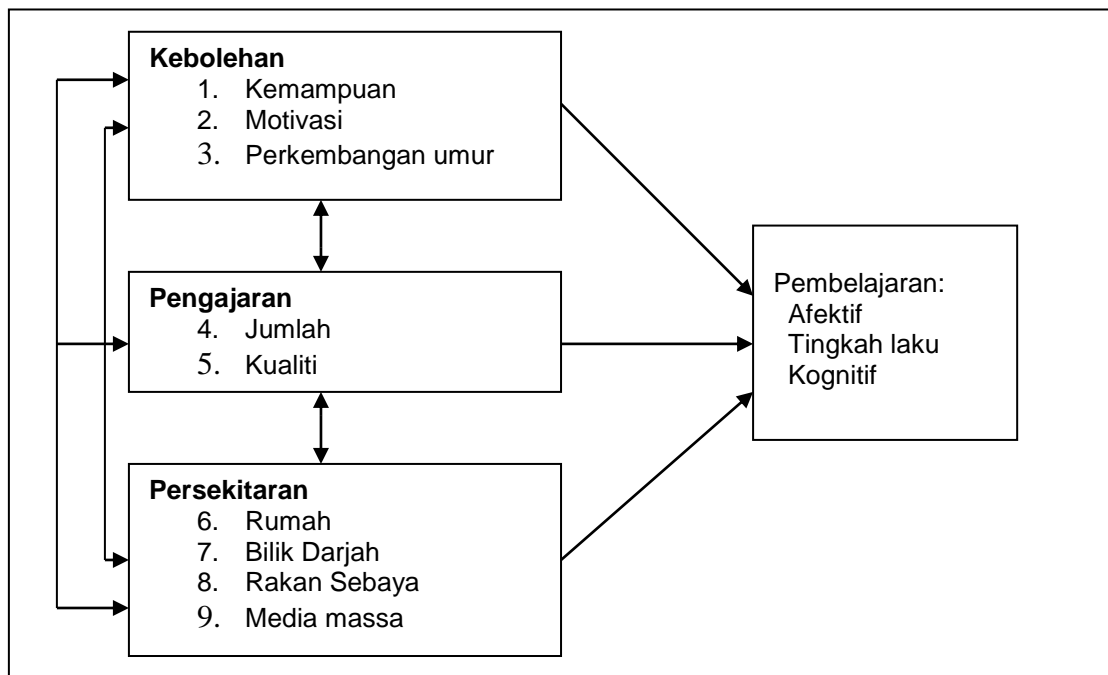 Kebolehan
1. Kemampuan
2. Motivasi
3. Perkembangan umur
Pengajaran
4. Jumlah
5. Kualiti
Persekitaran
6. Rumah
7. Bilik Darjah
8. Rakan Sebaya
9. Media massa
Pembelajaran:
Afektif
Tingkah laku
Kognitif